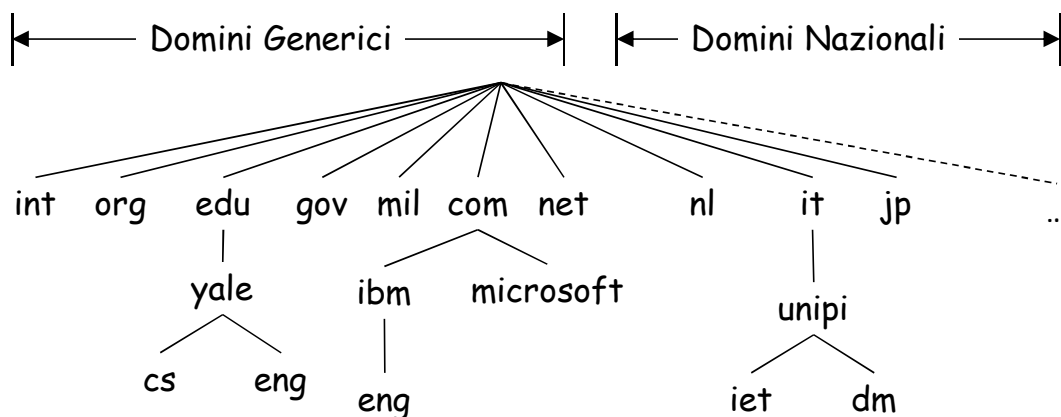 Domini Generici Domini Nazionali
int org edu gov mil com net nl it jp ..
yale ibm microsoft unipi
cs eng eng iet dm